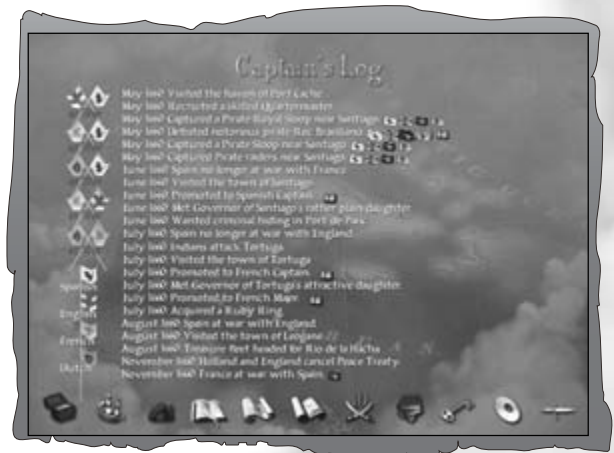 Captain's Log
May 1660 Visited the haven of Port Cache
May 1660 Recruited a skilled Quartermaster
May 1660 Captured a Pirate Royal Sloop near Santiago
May 1660 Defeated notorious pirate Roc Brasiliano
May 1660 Captured a Pirate Sloop near Santiago
May 1660 Captured Pirate raiders near Santiago
June 1660 Spain no longer at war with France
June 1660 Visited the town of Santiago
June 1660 Promoted to Spanish Captain
June 1660 Met Governor of Santiago's rather plain daughter
June 1660 Wanted criminal hiding in Port de Paix
July 1660 Spain no longer at war with England
July 1660 Indians attack Tortuga
July 1660 Visited the town of Tortuga
July 1660 Promoted to French Captain
Spanish
July 1660 Met Governor of Tortuga's attractive daughter
July 1660 Promoted to French Major
English
July 1660 Acquired a Ruby Ring
August 1660 Spain at war with England
French
August 1660 Visited the town of Leogane
August 1660 Treasure fleet headed for Rio de la Hacha
Dutch
November 1660 Holland and England cancel Peace Treaty
November 1660 France at war with Spain